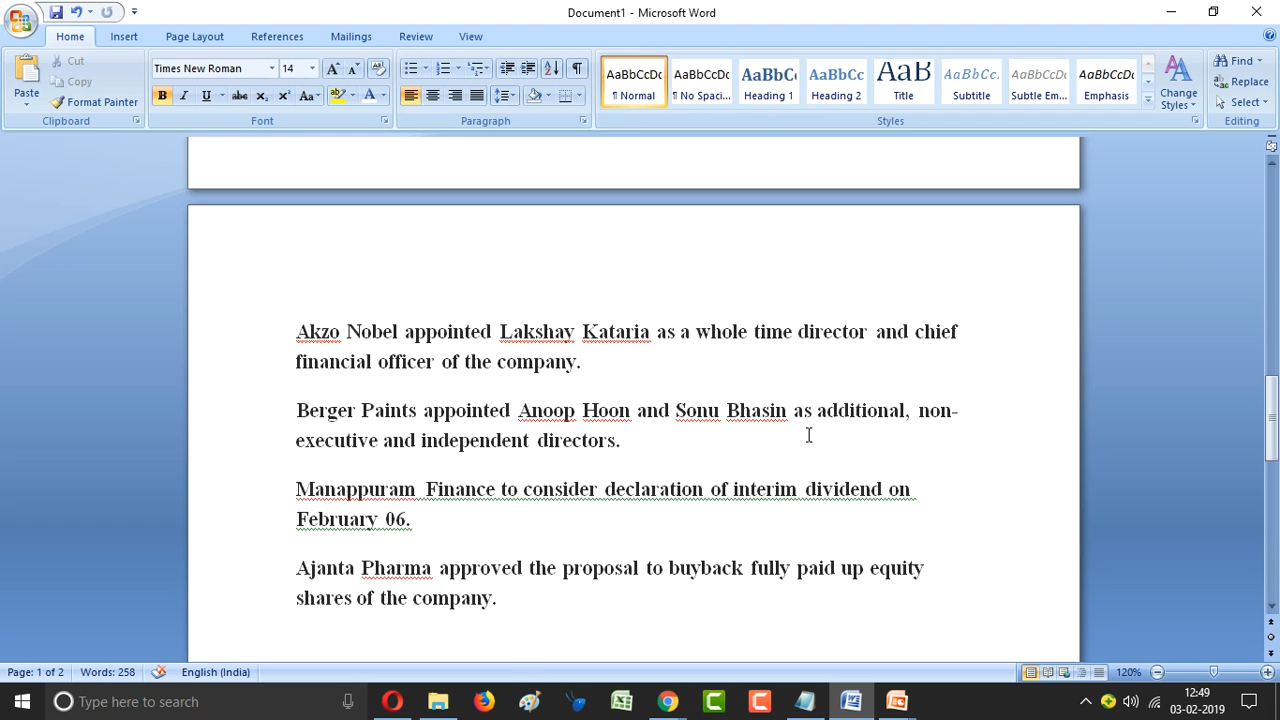 Document1 - Microsoft Word
Home Insert Page Layout References Mailings Review View
Paste
Cut
Copy
Format Painter
Clipboard
Times New Roman 14
Font
Paragraph
AaBbCcDc AaBbCcDc AaBbC AaBbCc AaB AaBbCc. AaBbCcDc AaBbCcDc
¶ Normal ¶ No Spaci... Heading 1 Heading 2 Title Subtitle Subtle Em... Emphasis
Change Styles
Styles
Find
Replace
Select
Editing
Akzo Nobel appointed Lakshay Kataria as a whole time director and chief
financial officer of the company.
Berger Paints appointed Anoop Hoon and Sonu Bhasin as additional, non-
executive and independent directors.
Manappuram Finance to consider declaration of interim dividend on
February 06.
Ajanta Pharma approved the proposal to buyback fully paid up equity
shares of the company.
Page: 1 of 2 Words: 258 English (India) 120%
Type here to search
12:49
03-02-2019